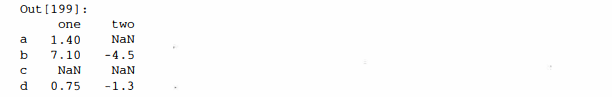 Out[199]:
    one  two
a  1.40  NaN
b  7.10 -4.5
c   NaN  NaN
d  0.75 -1.3